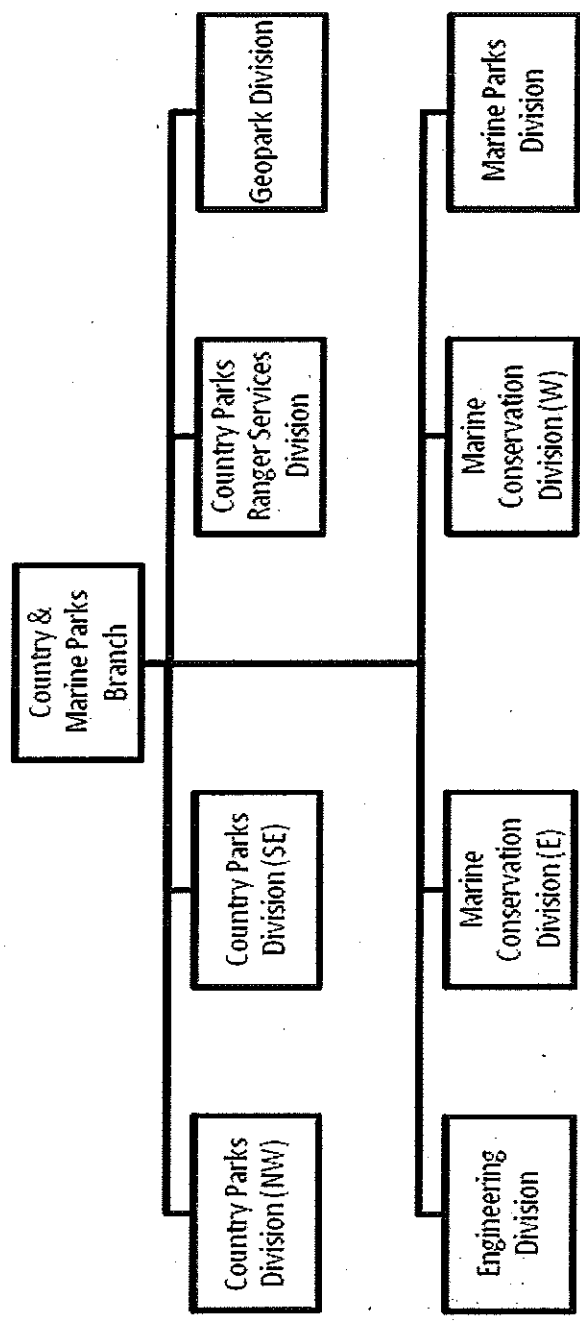 Country &
Marine Parks
Branch
Country Parks
Division (NW)
Country Parks
Division (SE)
Country Parks
Ranger Services
Division
Geopark Division
Engineering
Division
Marine
Conservation
Division (E)
Marine
Conservation
Division (W)
Marine Parks
Division